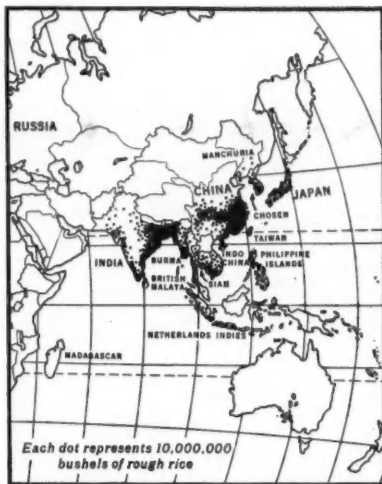 RUSSIA
MANCHURIA
CHINA
JAPAN
CHOSEN
TAIWAN
INDIA
BURMA
INDO
CHINA
PHILIPPINE
ISLANDS
BRITISH
MALAYA
SIAM
NETHERLANDS INDIES
MADAGASCAR
Each dot represents 10,000,000
bushels of rough rice